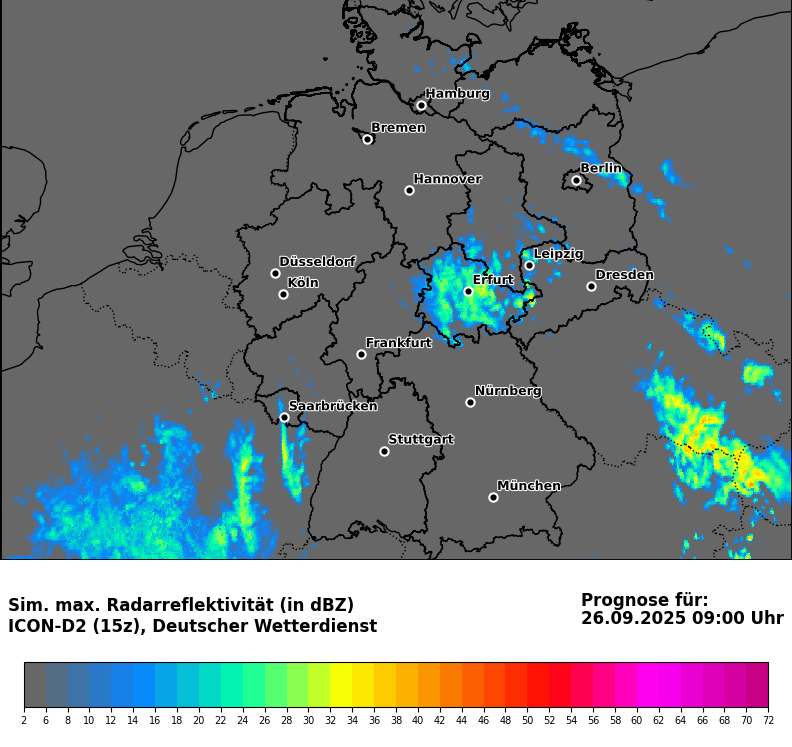 Hamburg
Bremen
Berlin
Hannover
Leipzig
Düsseldorf
Dresden
Erfurt
Köln
Frankfurt
Nürnberg
Saarbrücken
Stuttgart
München
Sim. max. Radarreflektivität (in dBZ)
ICON-D2 (15z), Deutscher Wetterdienst
Prognose für:
26.09.2025 09:00 Uhr
2 6 8 10 12 14 16 18 20 22 24 26 28 30 32 34 36 38 40 42 44 46 48 50 52 54 56 58 60 62 64 66 68 70 72